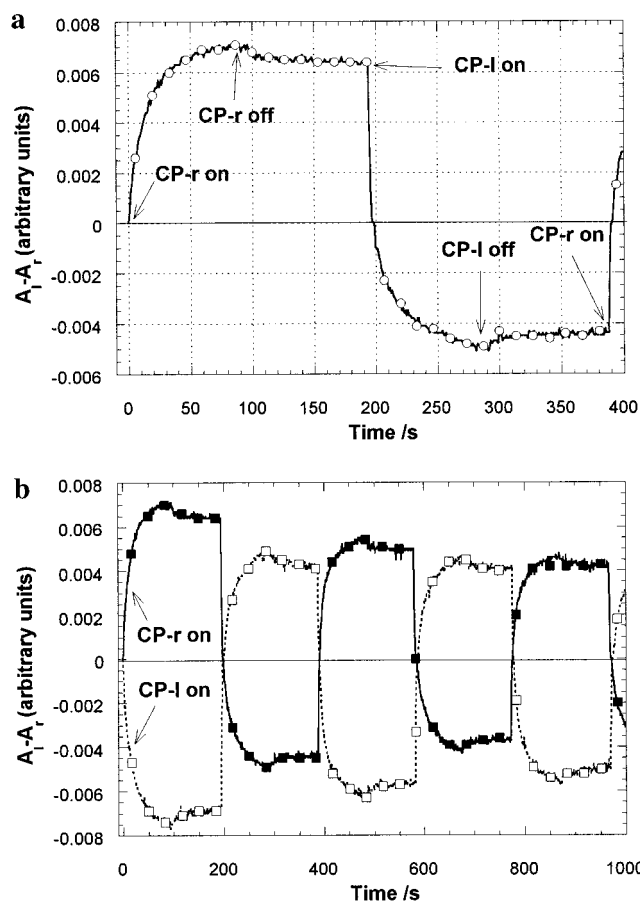 a
0.008
0.006
0.004
0.002
0
-0.002
-0.004
-0.006
A_l-A_r (arbitrary units)
CP-l on
CP-r off
CP-r on
CP-r on
CP-l off
0 50 100 150 200 250 300 350 400
Time /s
b
0.008
0.006
0.004
0.002
0
-0.002
-0.004
-0.006
-0.008
A_l-A_r (arbitrary units)
CP-r on
CP-l on
0 200 400 600 800 1000
Time /s